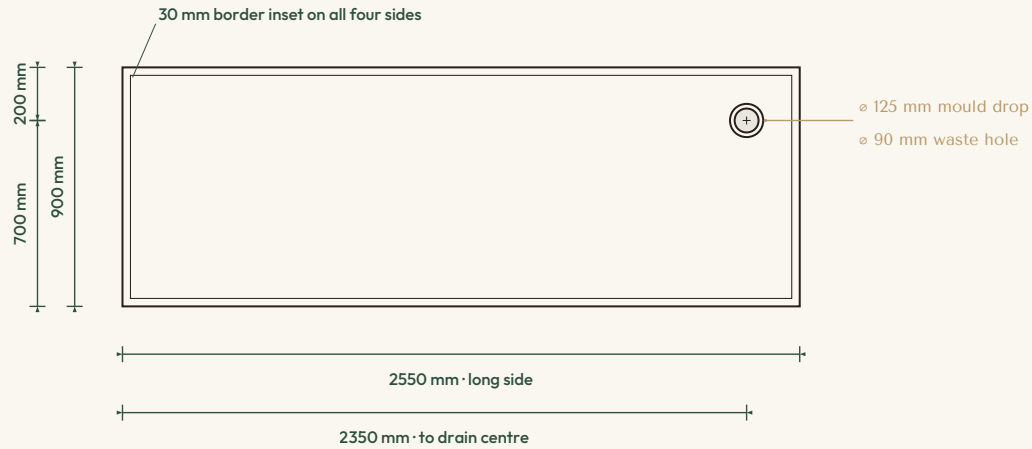 30 mm border inset on all four sides
200 mm
700 mm
900 mm
⌀ 125 mm mould drop
⌀ 90 mm waste hole
2550 mm · long side
2350 mm · to drain centre